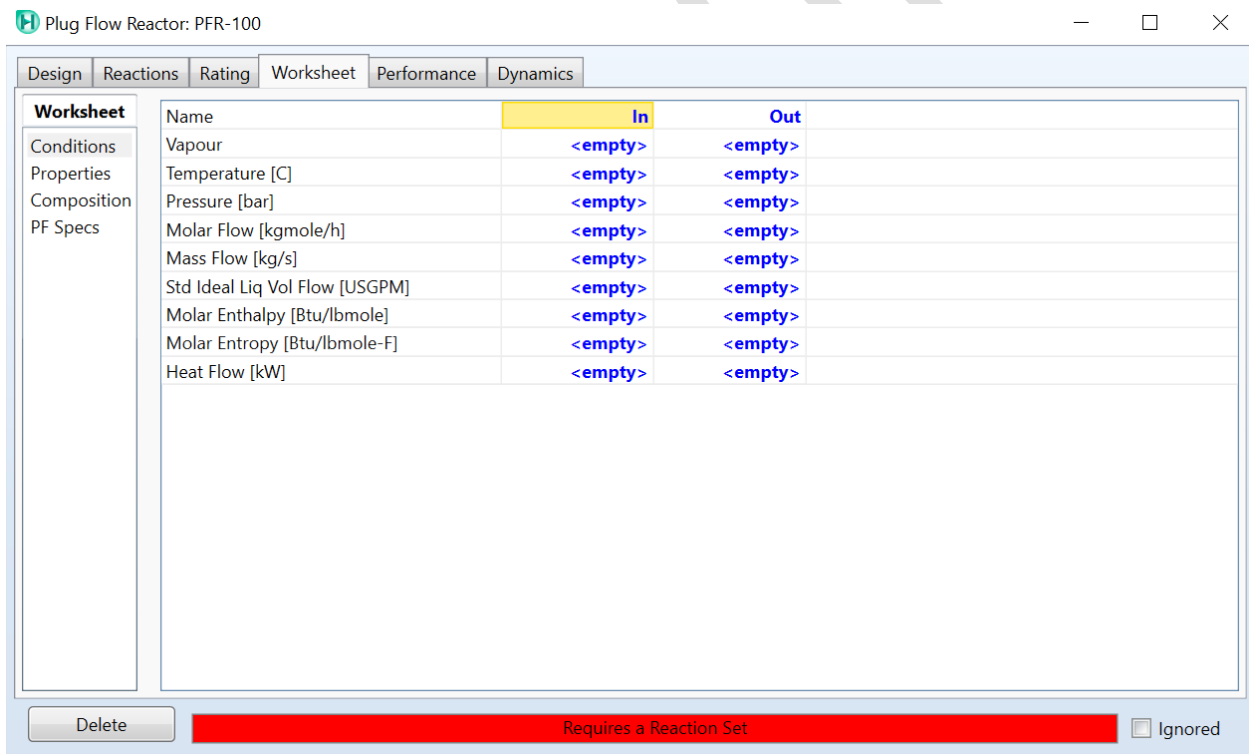 Plug Flow Reactor: PFR-100
Design Reactions Rating Worksheet Performance Dynamics
Worksheet
Conditions
Properties
Composition
PF Specs
Name In Out
Vapour <empty> <empty>
Temperature [C] <empty> <empty>
Pressure [bar] <empty> <empty>
Molar Flow [kgmole/h] <empty> <empty>
Mass Flow [kg/s] <empty> <empty>
Std Ideal Liq Vol Flow [USGPM] <empty> <empty>
Molar Enthalpy [Btu/lbmole] <empty> <empty>
Molar Entropy [Btu/lbmole-F] <empty> <empty>
Heat Flow [kW] <empty> <empty>
Delete Requires a Reaction Set Ignored